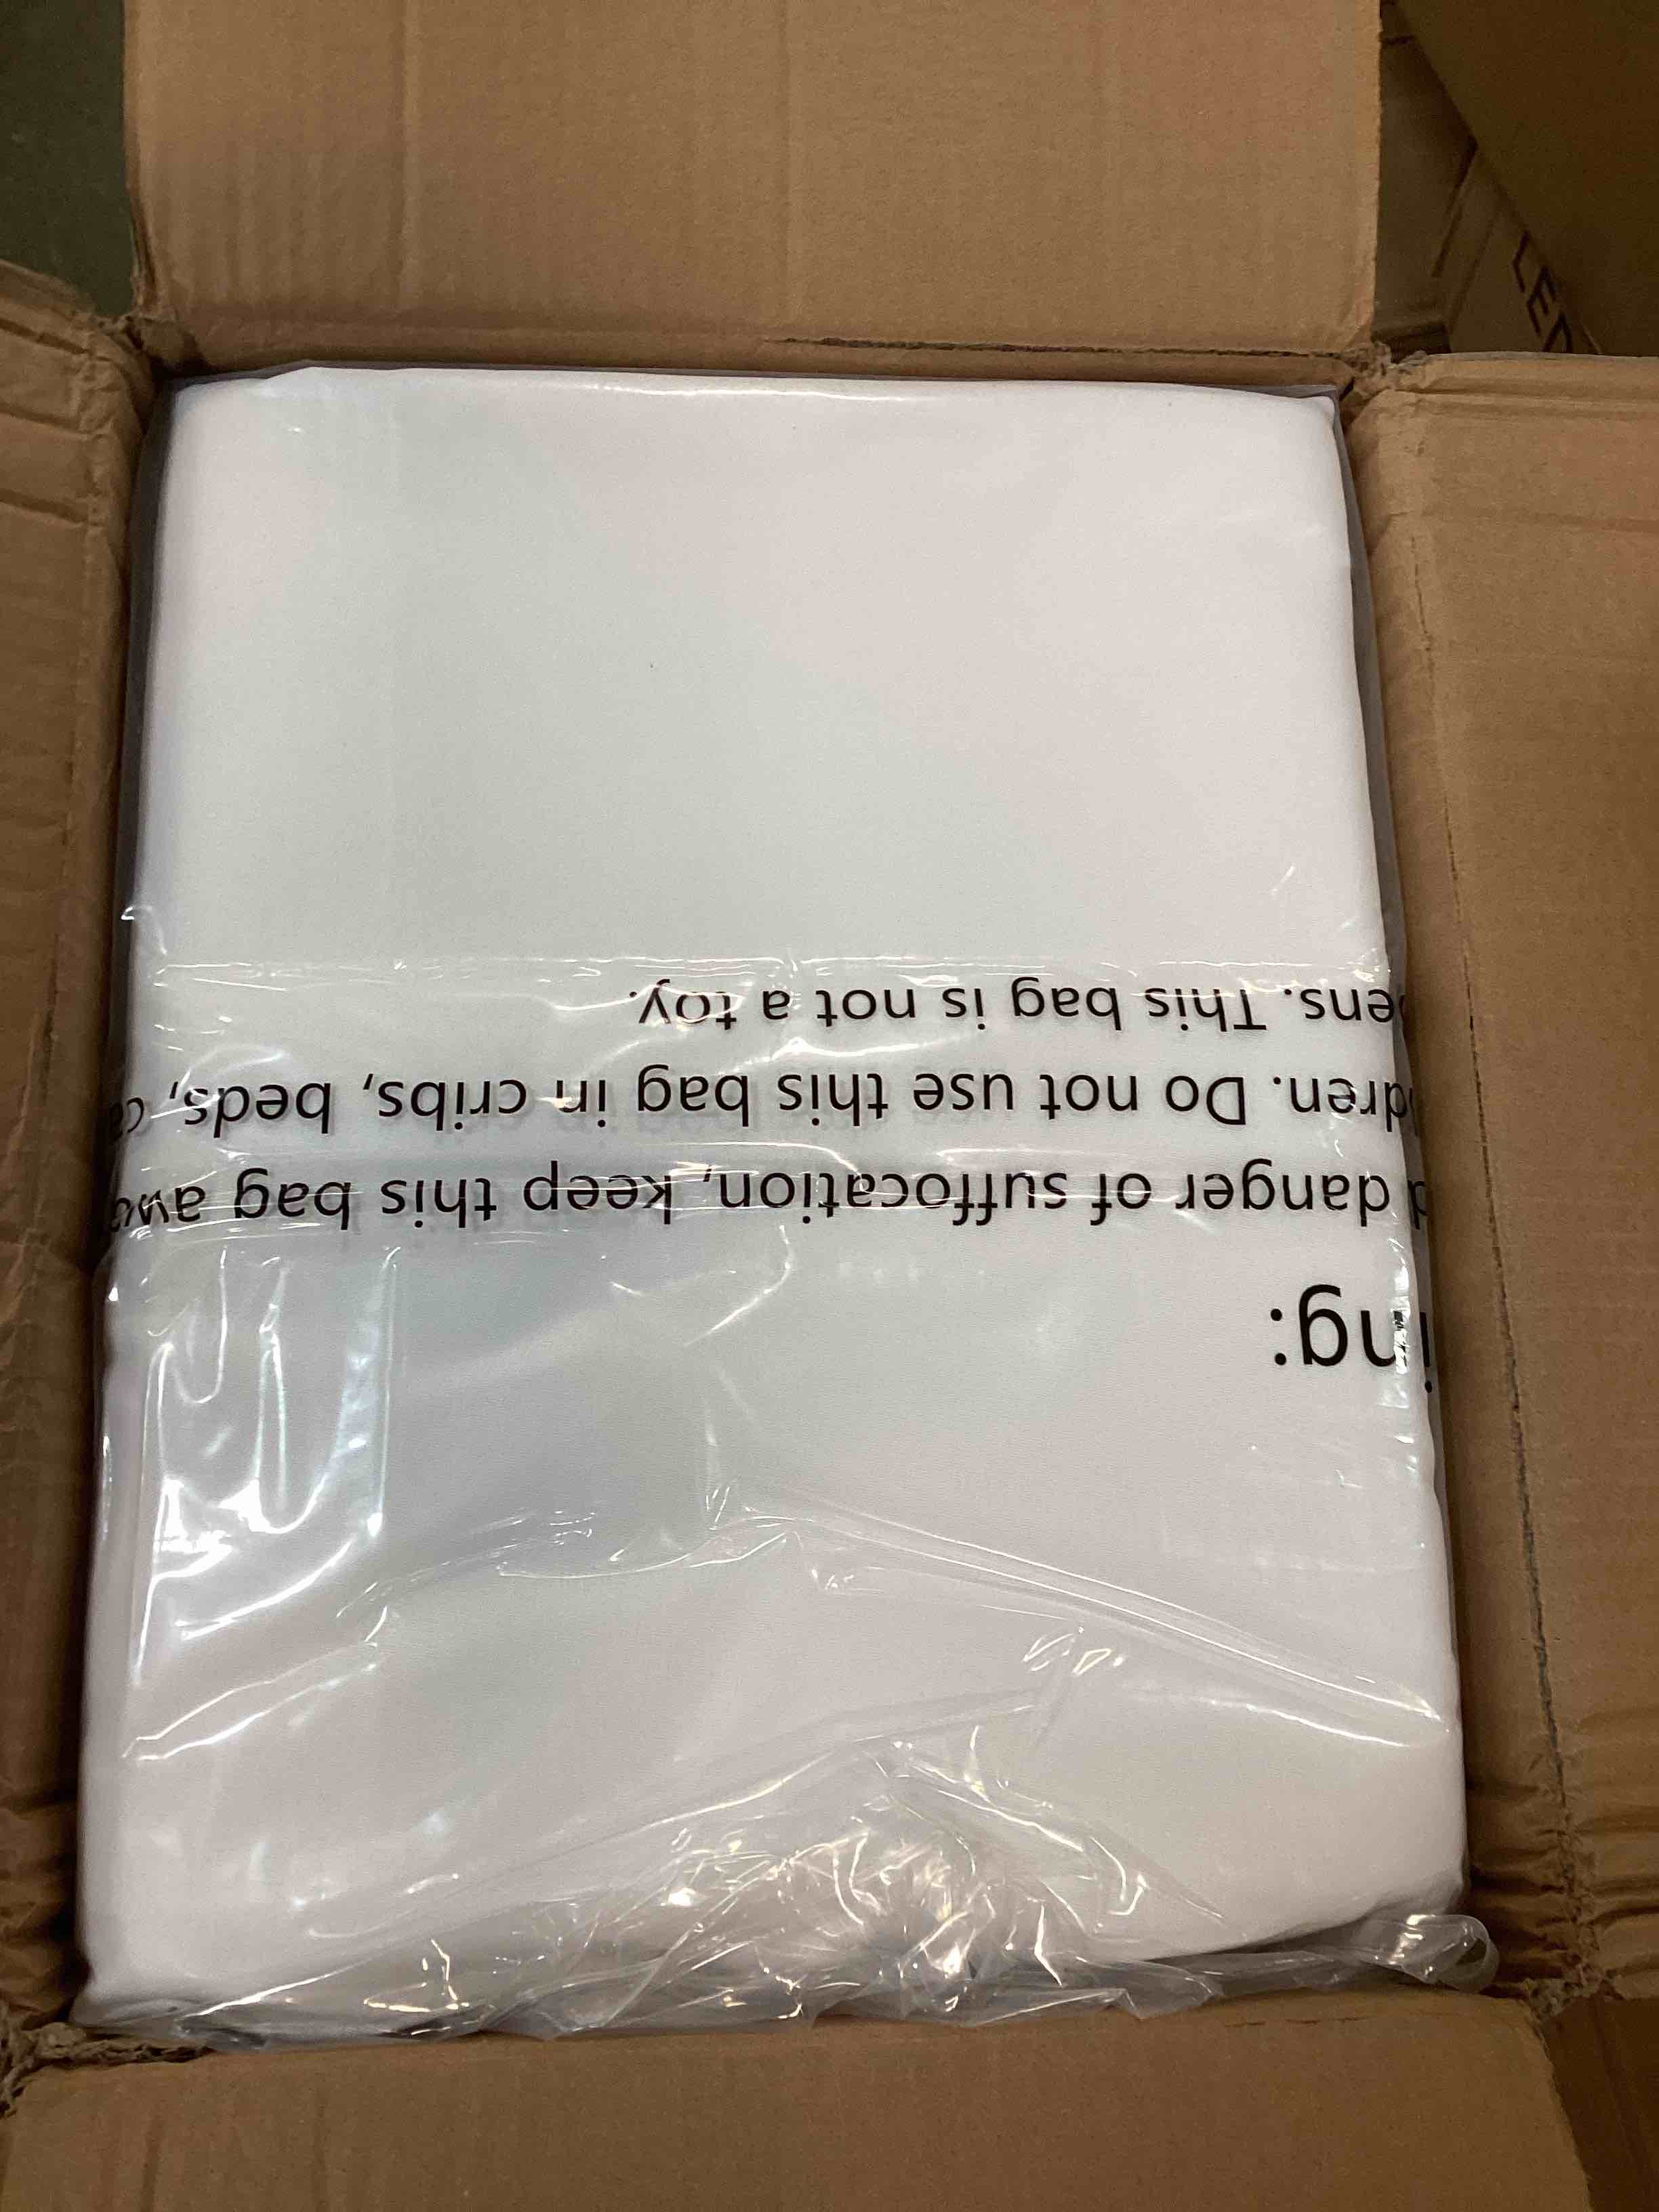 ing:
danger of suffocation, keep this bag
dren. Do not use this bag in cribs, beds,
ens. This bag is not a toy.
LED